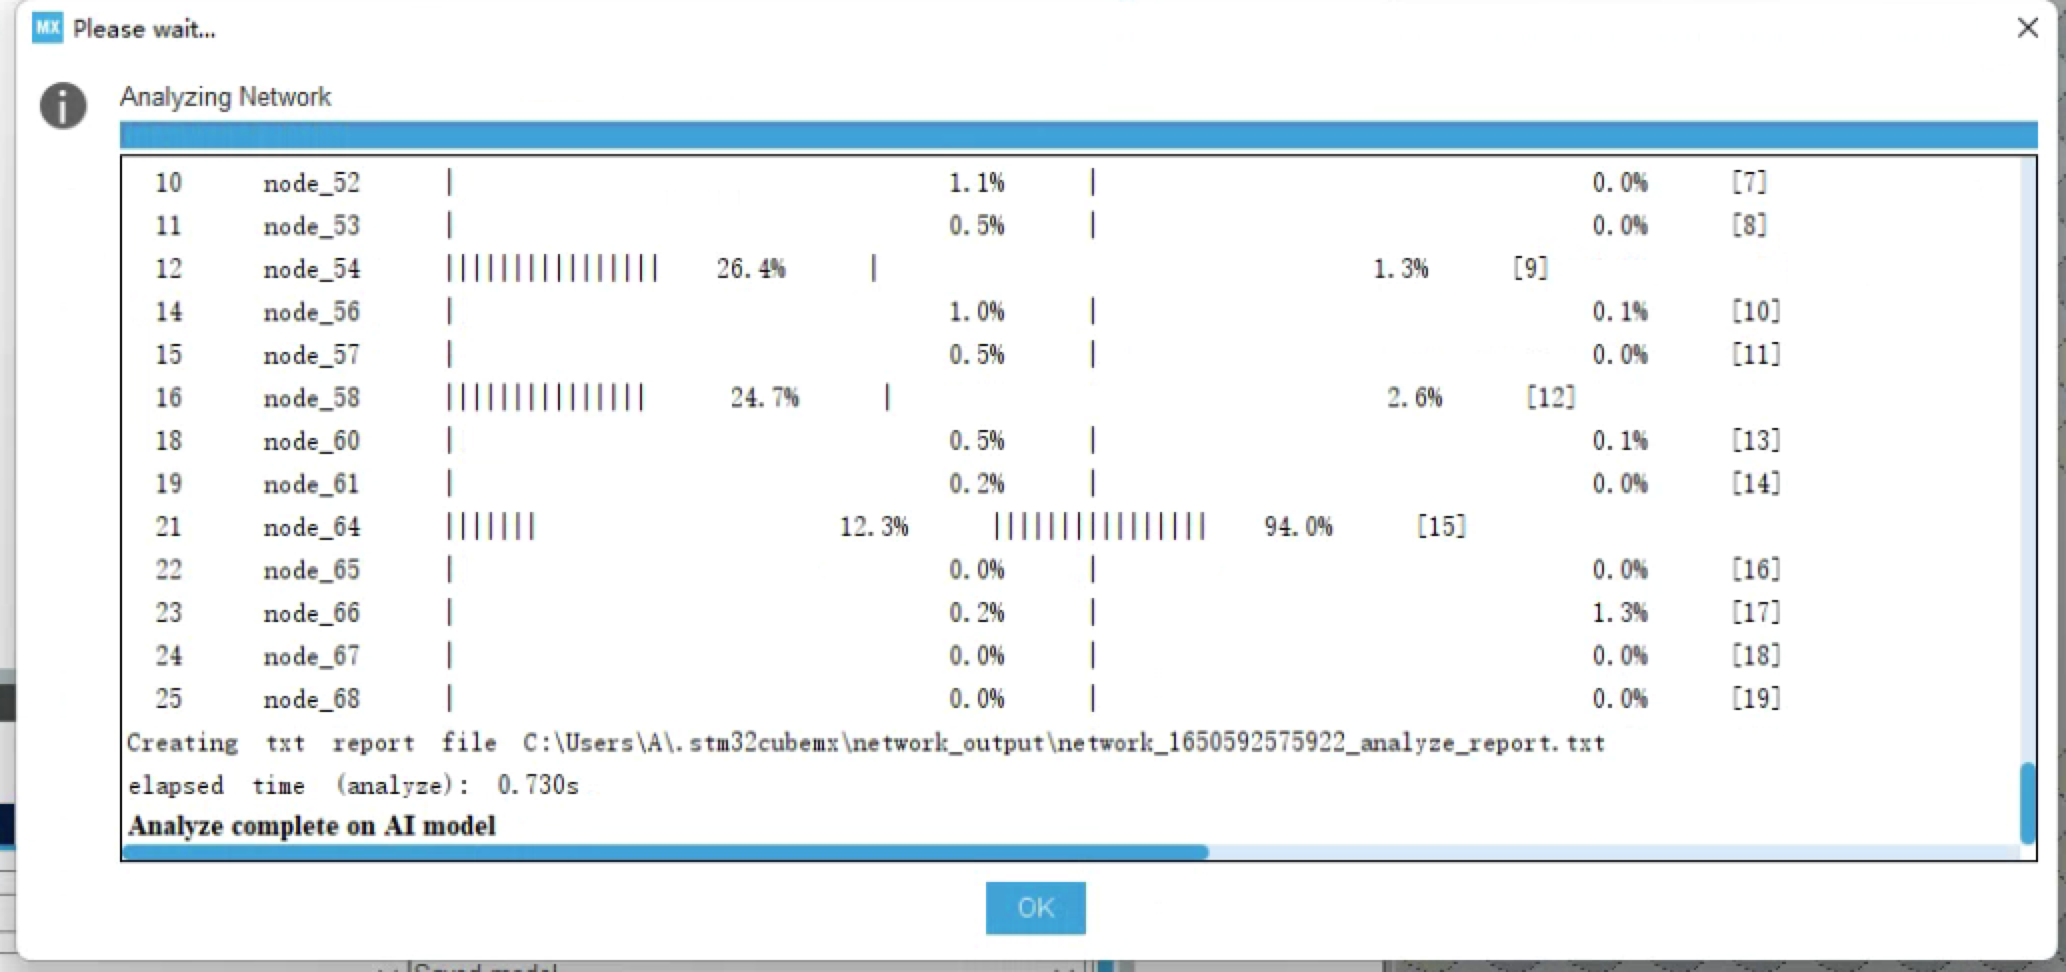 MX Please wait...
Analyzing Network
10 node_52 | 1.1% | 0.0% [7]
11 node_53 | 0.5% | 0.0% [8]
12 node_54 |||||||||||||||| 26.4% | 1.3% [9]
14 node_56 | 1.0% | 0.1% [10]
15 node_57 | 0.5% | 0.0% [11]
16 node_58 ||||||||||||||| 24.7% | 2.6% [12]
18 node_60 | 0.5% | 0.1% [13]
19 node_61 | 0.2% | 0.0% [14]
21 node_64 ||||||| 12.3% |||||||||||||||| 94.0% [15]
22 node_65 | 0.0% | 0.0% [16]
23 node_66 | 0.2% | 1.3% [17]
24 node_67 | 0.0% | 0.0% [18]
25 node_68 | 0.0% | 0.0% [19]
Creating txt report file C:\Users\A\.stm32cubemx\network_output\network_1650592575922_analyze_report.txt
elapsed time (analyze): 0.730s
Analyze complete on AI model
OK
Saved model